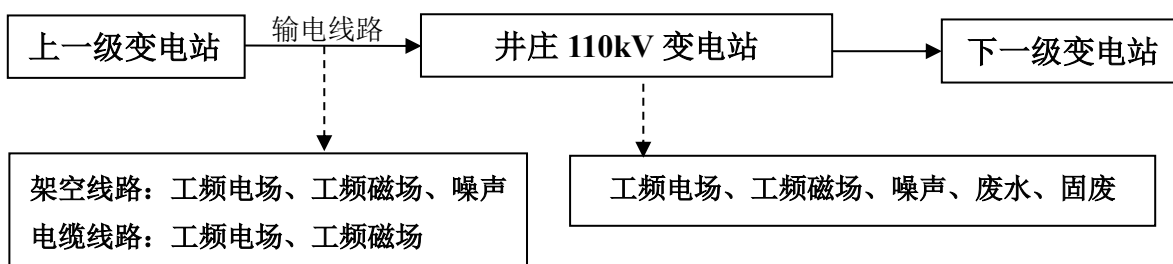 上一级变电站
输电线路
井庄 110kV 变电站
下一级变电站
架空线路：工频电场、工频磁场、噪声
电缆线路：工频电场、工频磁场
工频电场、工频磁场、噪声、废水、固废